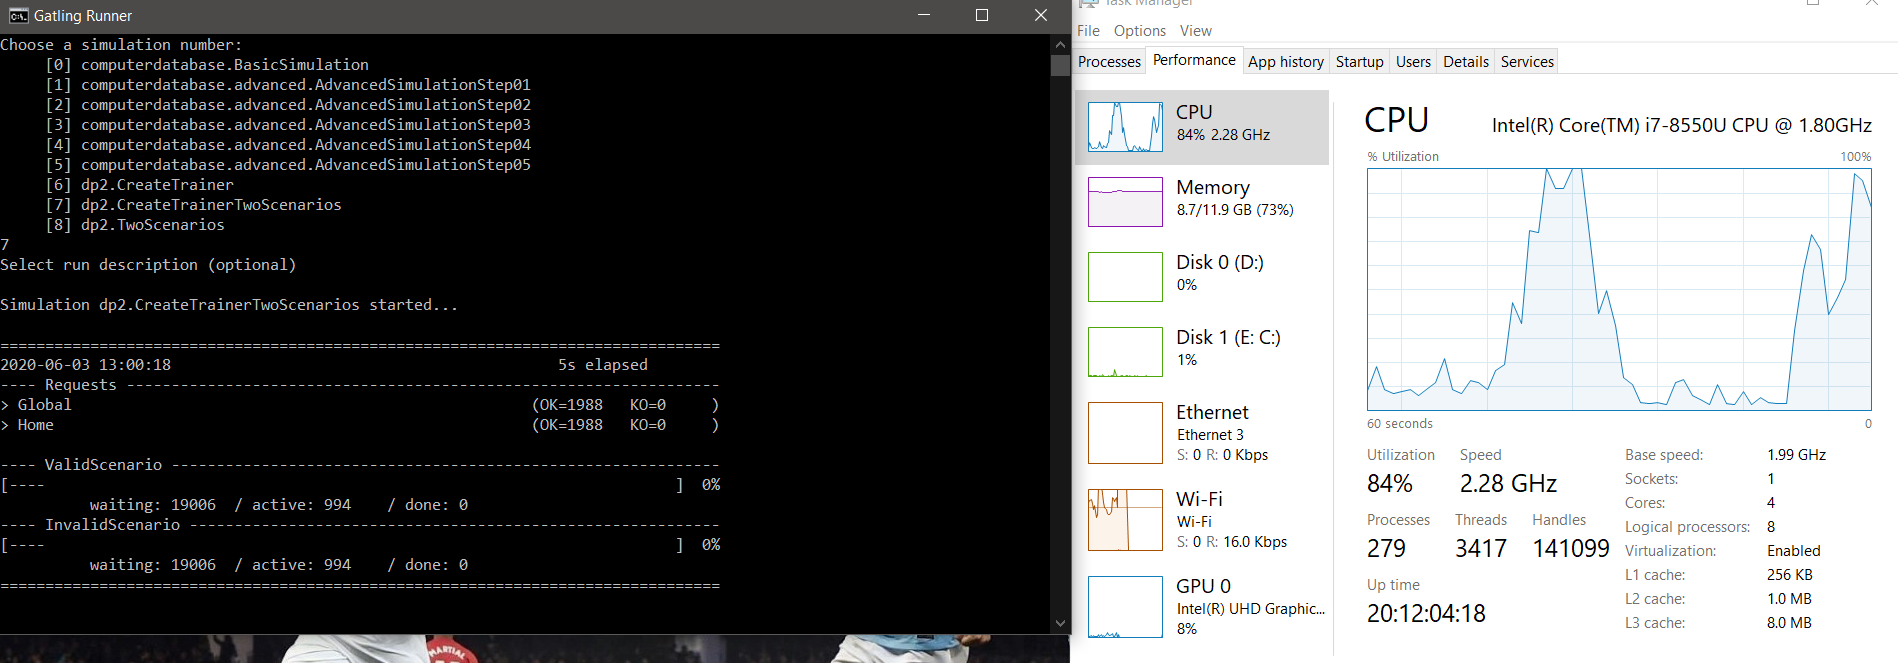 Gatling Runner
Choose a simulation number:
[0] computerdatabase.BasicSimulation
[1] computerdatabase.advanced.AdvancedSimulationStep01
[2] computerdatabase.advanced.AdvancedSimulationStep02
[3] computerdatabase.advanced.AdvancedSimulationStep03
[4] computerdatabase.advanced.AdvancedSimulationStep04
[5] computerdatabase.advanced.AdvancedSimulationStep05
[6] dp2.CreateTrainer
[7] dp2.CreateTrainerTwoScenarios
[8] dp2.TwoScenarios
7
Select run description (optional)
Simulation dp2.CreateTrainerTwoScenarios started...
================================================================================
2020-06-03 13:00:18                                           5s elapsed
---- Requests ------------------------------------------------------------------
> Global                                                   (OK=1988   KO=0     )
> Home                                                     (OK=1988   KO=0     )
---- ValidScenario -------------------------------------------------------------
[----                                                                      ]  0%
waiting: 19006  / active: 994    / done: 0
---- InvalidScenario -----------------------------------------------------------
[----                                                                      ]  0%
waiting: 19006  / active: 994    / done: 0
================================================================================
MARTIAL
Task Manager
File Options View
Processes Performance App history Startup Users Details Services
CPU
84% 2.28 GHz
Memory
8.7/11.9 GB (73%)
Disk 0 (D:)
0%
Disk 1 (E: C:)
1%
Ethernet
Ethernet 3
S: 0 R: 0 Kbps
Wi-Fi
Wi-Fi
S: 0 R: 16.0 Kbps
GPU 0
Intel(R) UHD Graphic...
8%
CPU Intel(R) Core(TM) i7-8550U CPU @ 1.80GHz
% Utilization 100%
60 seconds 0
Utilization Speed
84% 2.28 GHz
Processes Threads Handles
279 3417 141099
Up time
20:12:04:18
Base speed: 1.99 GHz
Sockets: 1
Cores: 4
Logical processors: 8
Virtualization: Enabled
L1 cache: 256 KB
L2 cache: 1.0 MB
L3 cache: 8.0 MB